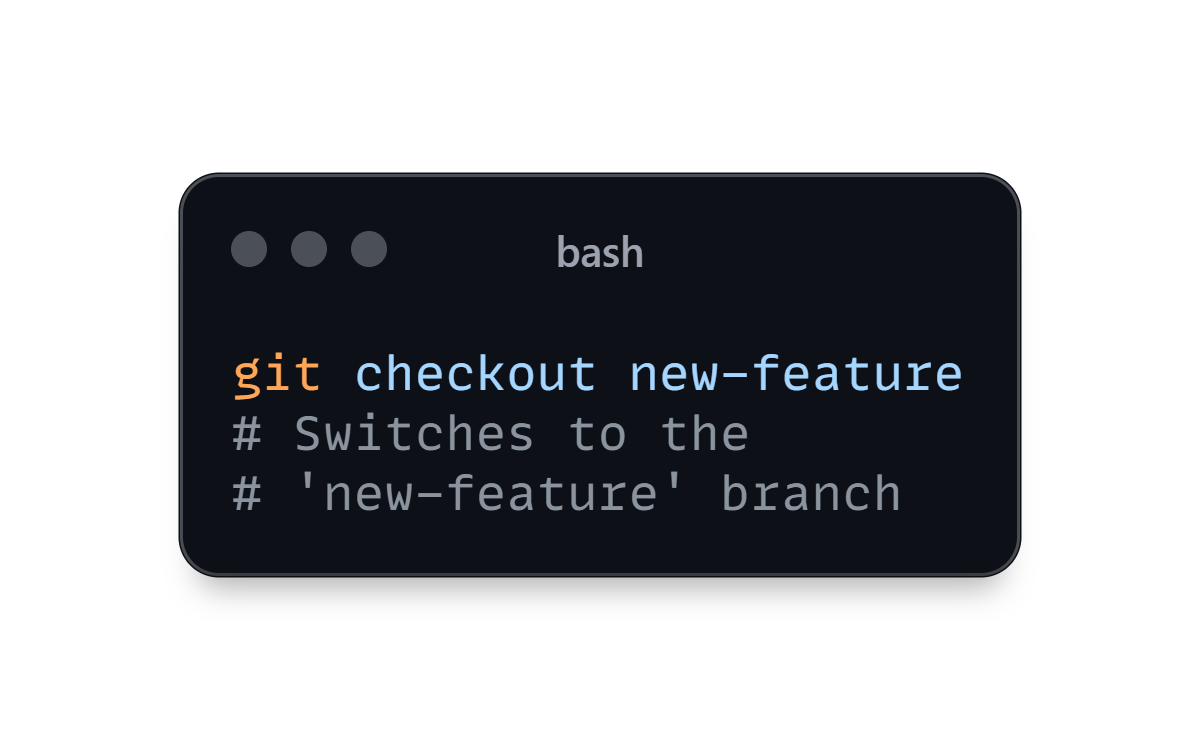 bash
git checkout new-feature
# Switches to the
# 'new-feature' branch